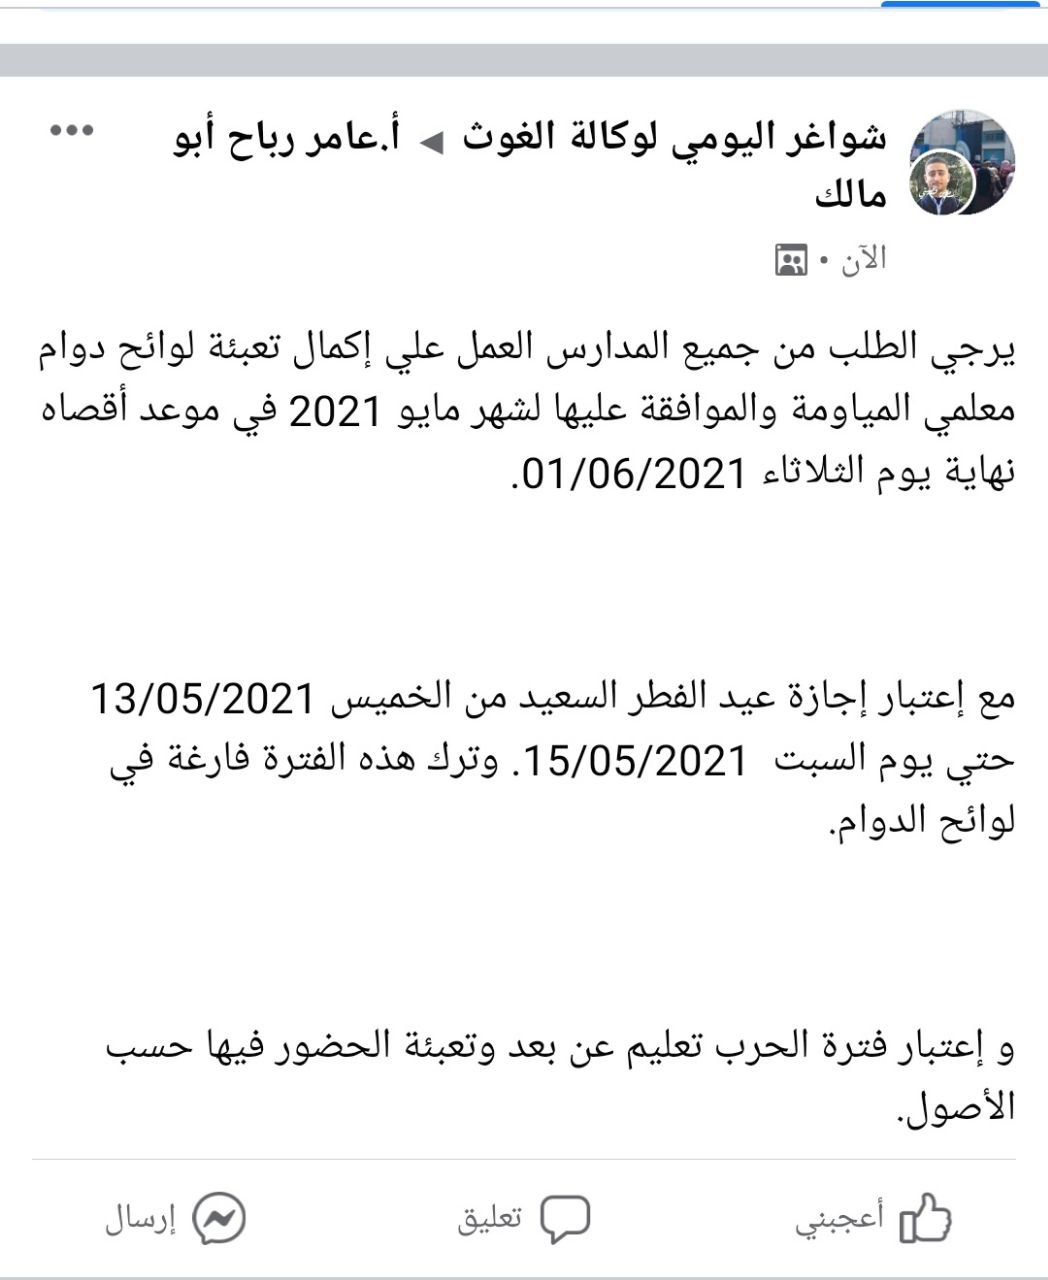 شواغر اليومي لوكالة الغوث ◄ أ.عامر رباح أبو
مالك
الآن ·
يرجي الطلب من جميع المدارس العمل علي إكمال تعبئة لوائح دوام
معلمي المياومة والموافقة عليها لشهر مايو 2021 في موعد أقصاه
نهاية يوم الثلاثاء 01/06/2021.
مع إعتبار إجازة عيد الفطر السعيد من الخميس 13/05/2021
حتي يوم السبت 15/05/2021. وترك هذه الفترة فارغة في
لوائح الدوام.
و إعتبار فترة الحرب تعليم عن بعد وتعبئة الحضور فيها حسب
الأصول.
أعجبني
تعليق
إرسال